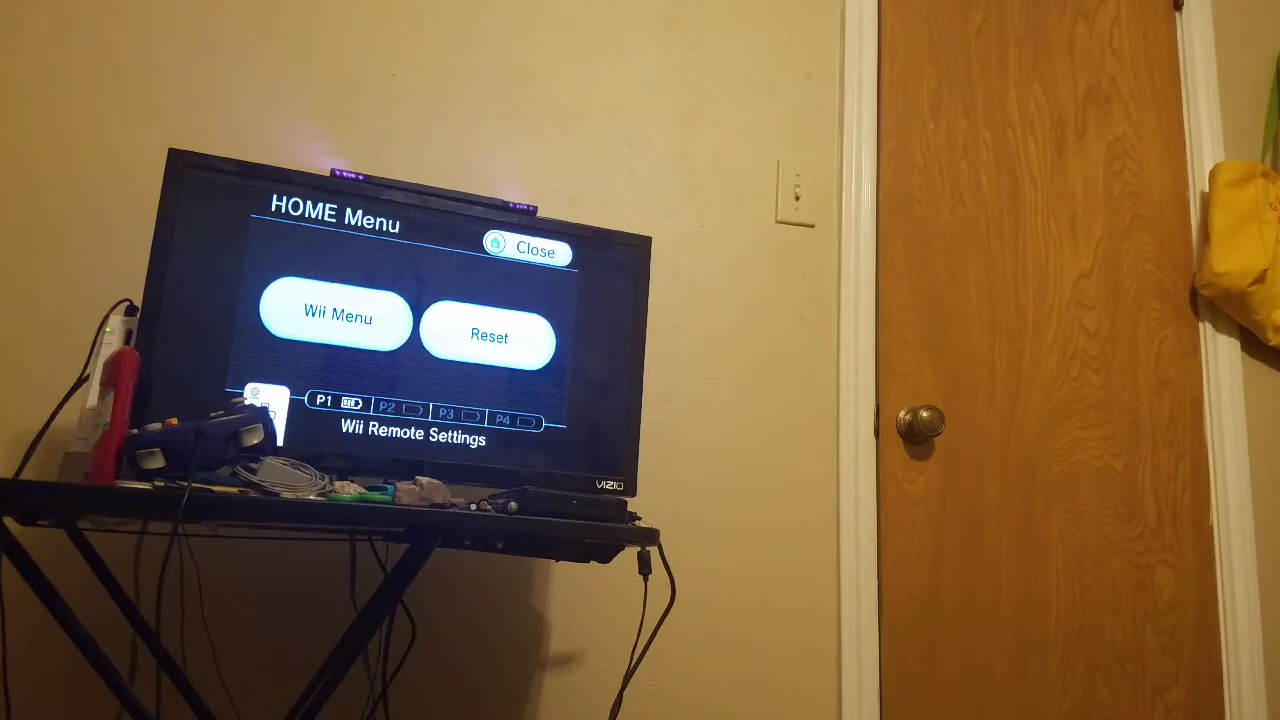 HOME Menu
Close
Wii Menu
Reset
P1 P2 P3 P4
Wii Remote Settings
VIZIO